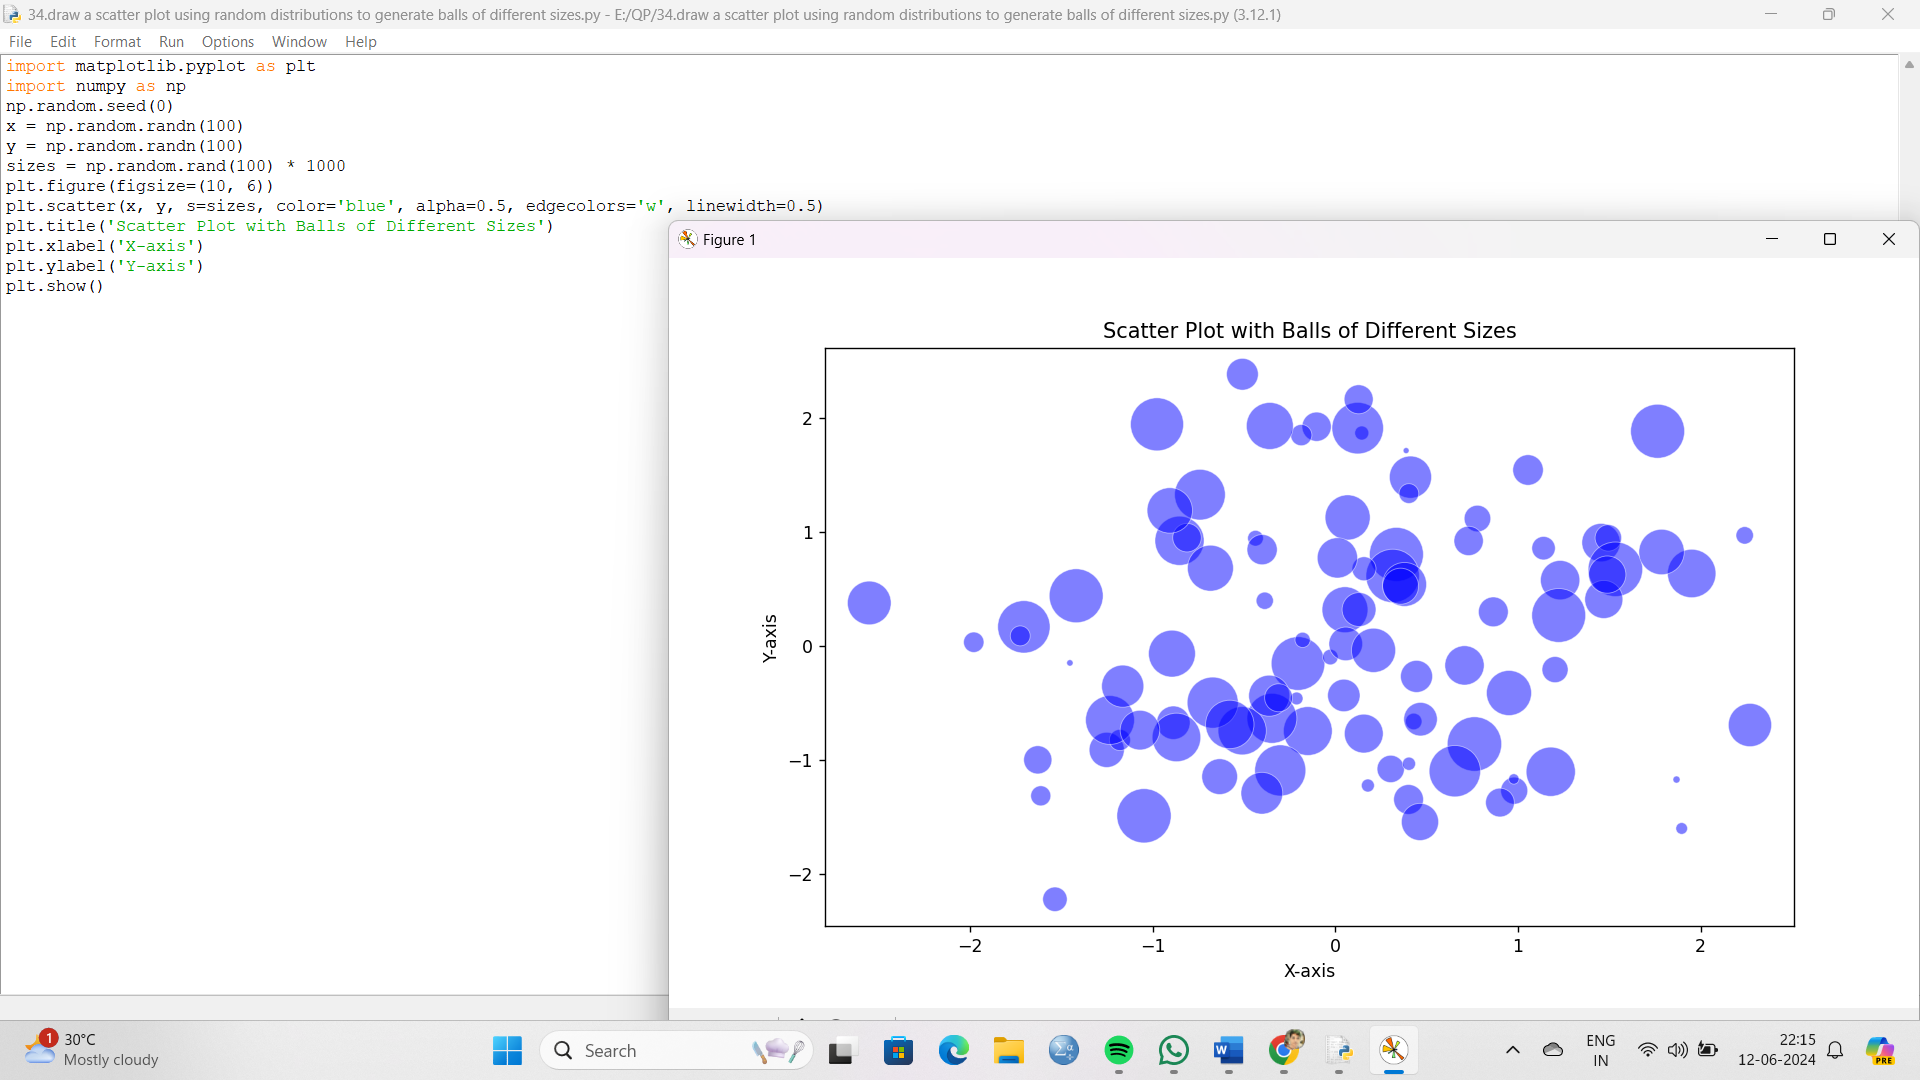 34.draw a scatter plot using random distributions to generate balls of different sizes.py - E:/QP/34.draw a scatter plot using random distributions to generate balls of different sizes.py (3.12.1)
File Edit Format Run Options Window Help
import matplotlib.pyplot as plt
import numpy as np
np.random.seed(0)
x = np.random.randn(100)
y = np.random.randn(100)
sizes = np.random.rand(100) * 1000
plt.figure(figsize=(10, 6))
plt.scatter(x, y, s=sizes, color='blue', alpha=0.5, edgecolors='w', linewidth=0.5)
plt.title('Scatter Plot with Balls of Different Sizes')
plt.xlabel('X-axis')
plt.ylabel('Y-axis')
plt.show()
Figure 1
Scatter Plot with Balls of Different Sizes
2
1
0
−1
−2
Y-axis
−2 −1 0 1 2
X-axis
1
30°C
Mostly cloudy
Search
Σα
W
PRE
ENG
IN
22:15
12-06-2024